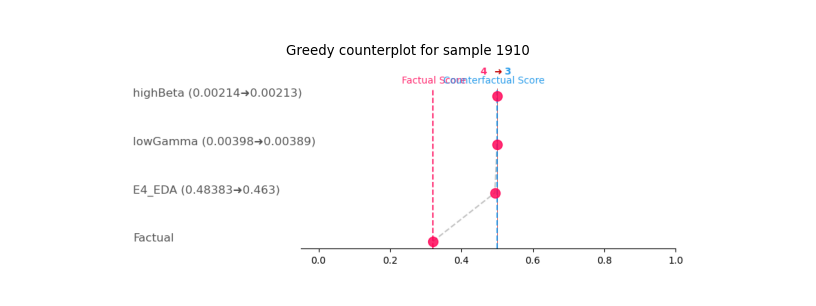 Greedy counterplot for sample 1910
4 ➜ 3
Factual Score Counterfactual Score
highBeta (0.00214➜0.00213)
lowGamma (0.00398➜0.00389)
E4_EDA (0.48383➜0.463)
Factual
0.0 0.2 0.4 0.6 0.8 1.0